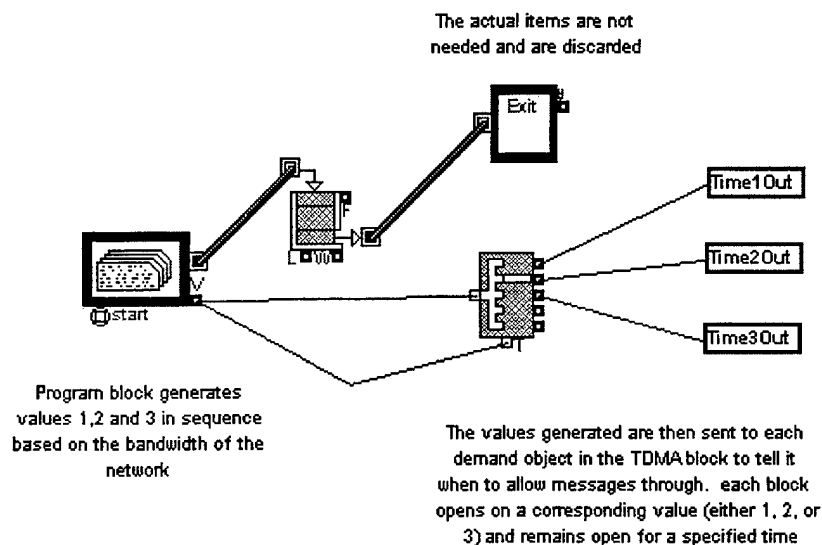 The actual items are not
needed and are discarded
Exit
Time1Out
F
L
Time2Out
V
start
T
Time3Out
Program block generates
values 1,2 and 3 in sequence
based on the bandwidth of the
network
The values generated are then sent to each
demand object in the TDMA block to tell it
when to allow messages through. each block
opens on a corresponding value (either 1, 2, or
3) and remains open for a specified time